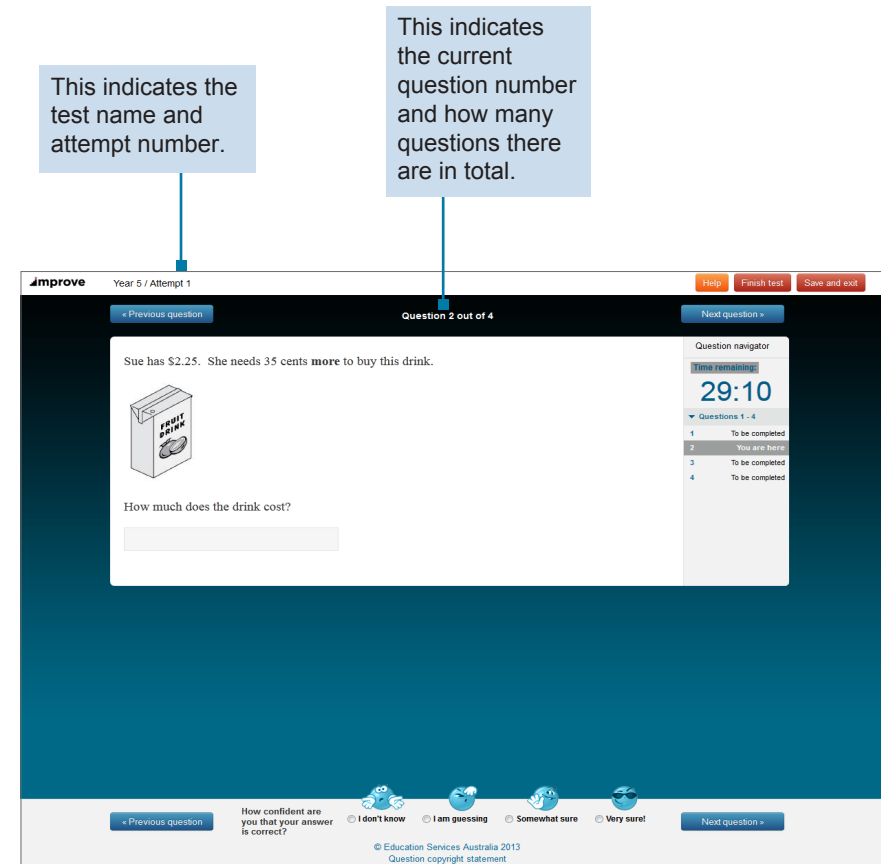 This indicates
the current
question number
and how many
questions there
are in total.
This indicates the
test name and
attempt number.
improve
Year 5 / Attempt 1
Help
Finish test
Save and exit
« Previous question
Question 2 out of 4
Next question »
Sue has $2.25. She needs 35 cents more to buy this drink.
FRUIT
DRINK
How much does the drink cost?
Question navigator
Time remaining:
29:10
Questions 1 - 4
1 To be completed
2 You are here
3 To be completed
4 To be completed
« Previous question
How confident are
you that your answer
is correct?
I don't know
I am guessing
Somewhat sure
Very sure!
Next question »
© Education Services Australia 2013
Question copyright statement